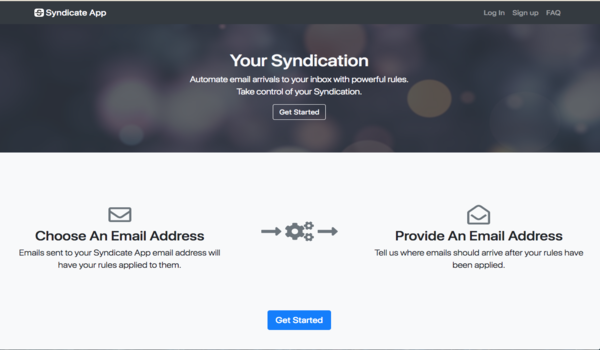 Syndicate App
Log In Sign up FAQ
Your Syndication
Automate email arrivals to your inbox with powerful rules.
Take control of your Syndication.
Get Started
Choose An Email Address
Emails sent to your Syndicate App email address will
have your rules applied to them.
Provide An Email Address
Tell us where emails should arrive after your rules have
been applied.
Get Started